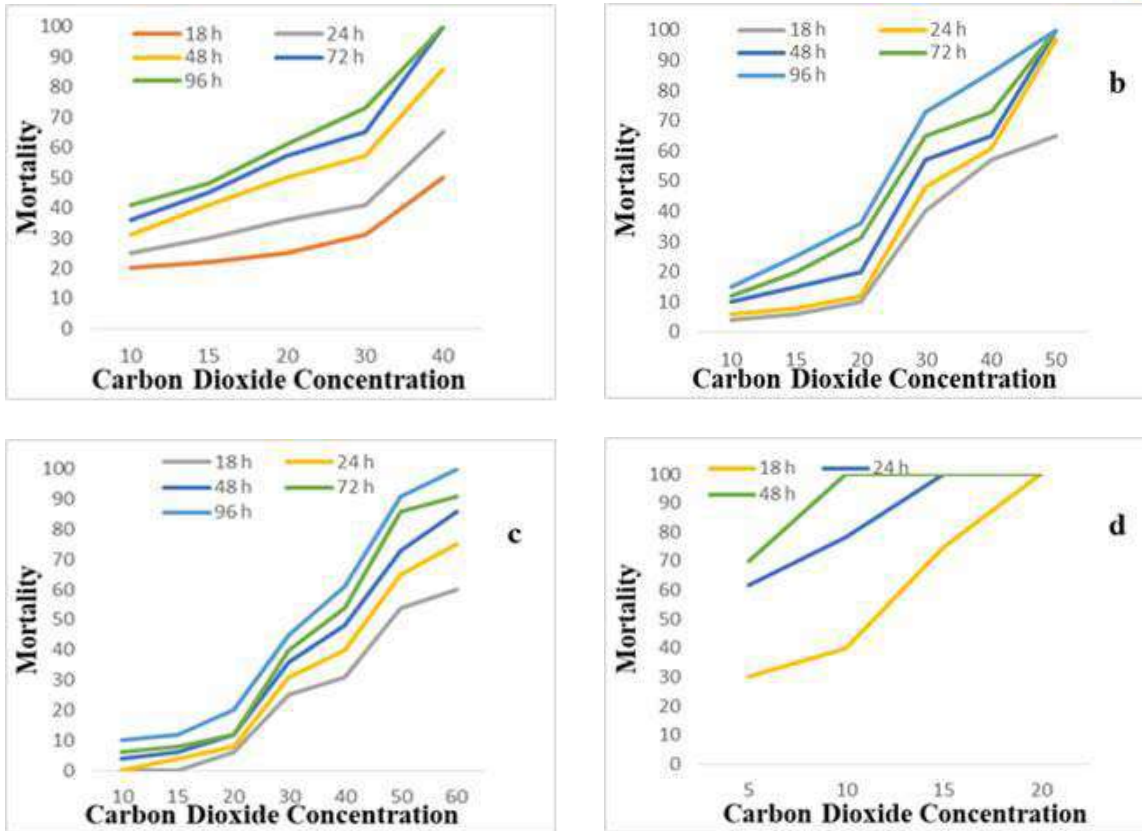 100
90
80
70
60
50
40
30
20
10
0
Mortality
18 h 24 h
48 h 72 h
96 h
10 15 20 30 40
Carbon Dioxide Concentration
100
90
80
70
60
50
40
30
20
10
0
Mortality
18 h 24 h
48 h 72 h
96 h
b
10 15 20 30 40 50
Carbon Dioxide Concentration
100
90
80
70
60
50
40
30
20
10
0
Mortality
18 h 24 h
48 h 72 h
96 h
c
10 15 20 30 40 50 60
Carbon Dioxide Concentration
100
90
80
70
60
50
40
30
20
10
0
Mortality
18 h 24 h
48 h
d
5 10 15 20
Carbon Dioxide Concentration